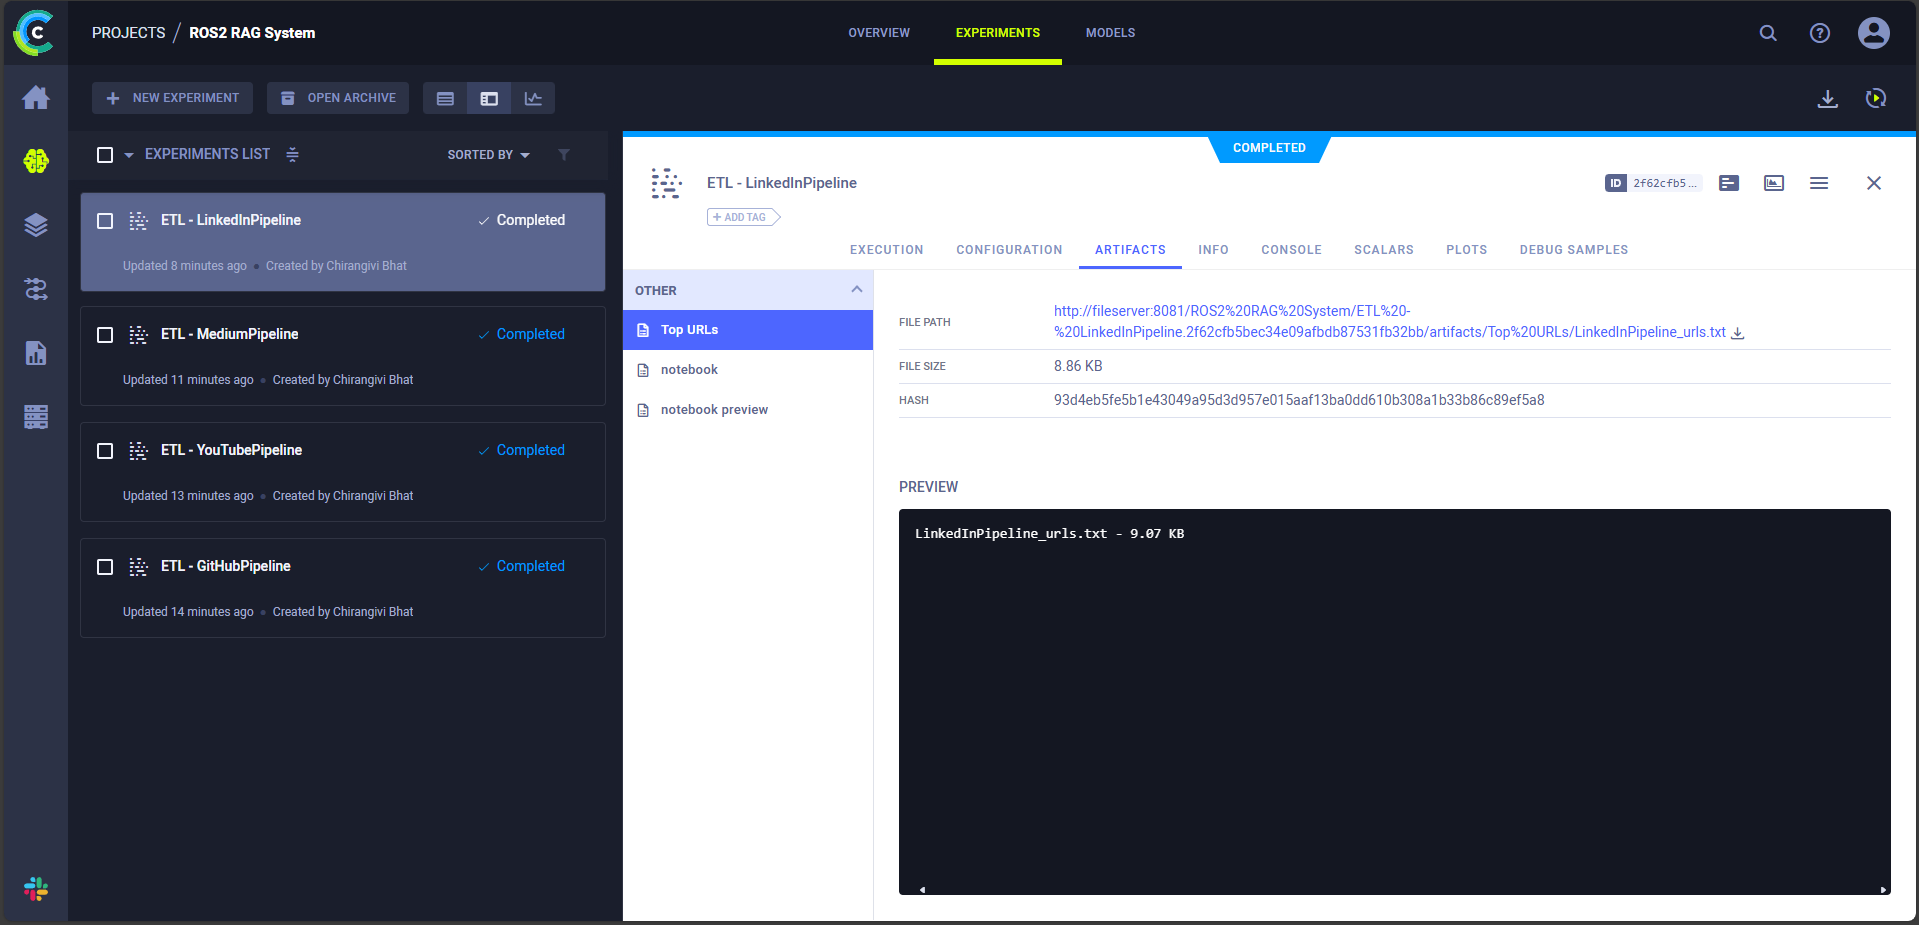 C
PROJECTS / ROS2 RAG System
OVERVIEW
EXPERIMENTS
MODELS
NEW EXPERIMENT
OPEN ARCHIVE
EXPERIMENTS LIST
SORTED BY
ETL - LinkedInPipeline
Completed
Updated 8 minutes ago • Created by Chirangivi Bhat
ETL - MediumPipeline
Completed
Updated 11 minutes ago • Created by Chirangivi Bhat
ETL - YouTubePipeline
Completed
Updated 13 minutes ago • Created by Chirangivi Bhat
ETL - GitHubPipeline
Completed
Updated 14 minutes ago • Created by Chirangivi Bhat
COMPLETED
ETL - LinkedInPipeline
ID 2f62cfb5...
+ ADD TAG
EXECUTION
CONFIGURATION
ARTIFACTS
INFO
CONSOLE
SCALARS
PLOTS
DEBUG SAMPLES
OTHER
Top URLs
notebook
notebook preview
FILE PATH
http://fileserver:8081/ROS2%20RAG%20System/ETL%20-
%20LinkedInPipeline.2f62cfb5bec34e09afbdb87531fb32bb/artifacts/Top%20URLs/LinkedInPipeline_urls.txt
FILE SIZE
8.86 KB
HASH
93d4eb5fe5b1e43049a95d3d957e015aaf13ba0dd610b308a1b33b86c89ef5a8
PREVIEW
LinkedInPipeline_urls.txt - 9.07 KB